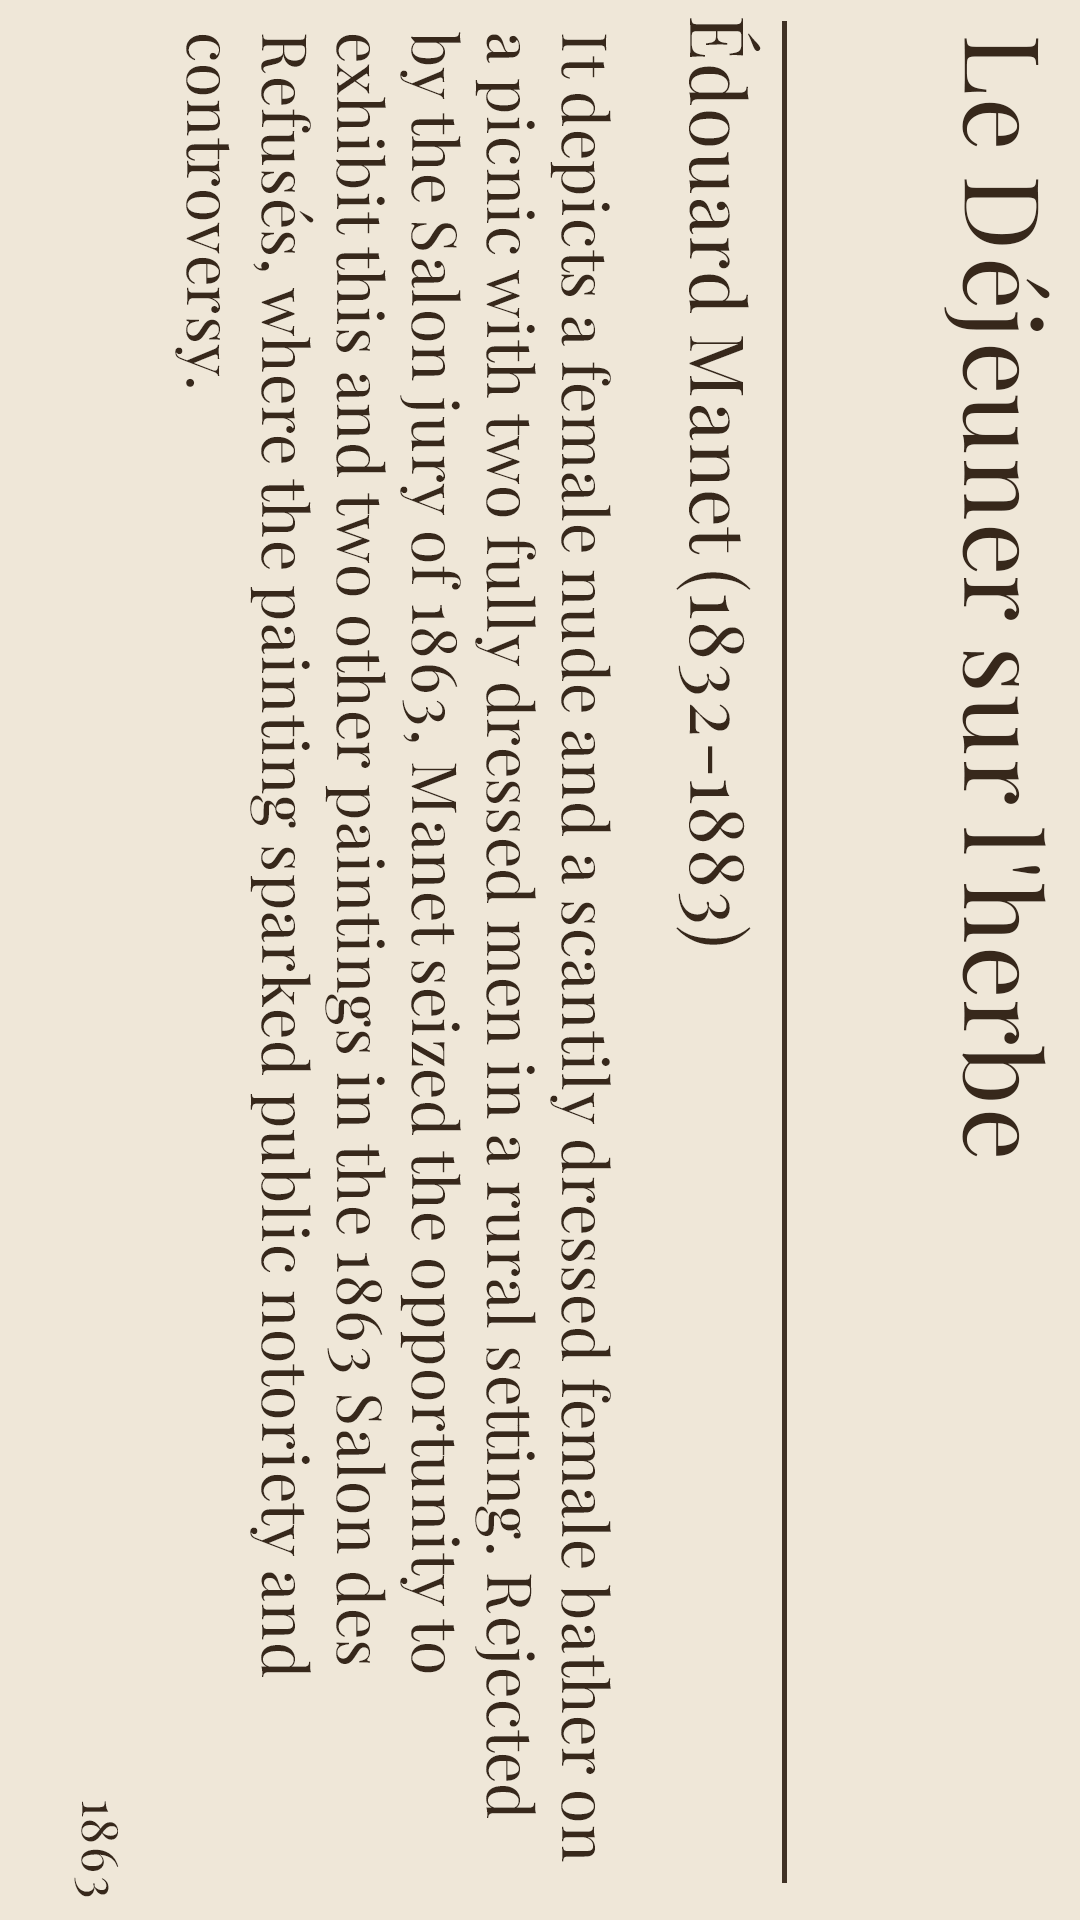 Le Déjeuner sur l'herbe
Édouard Manet (1832–1883)
It depicts a female nude and a scantily dressed female bather on
a picnic with two fully dressed men in a rural setting. Rejected
by the Salon jury of 1863, Manet seized the opportunity to
exhibit this and two other paintings in the 1863 Salon des
Refusés, where the painting sparked public notoriety and
controversy.
1863